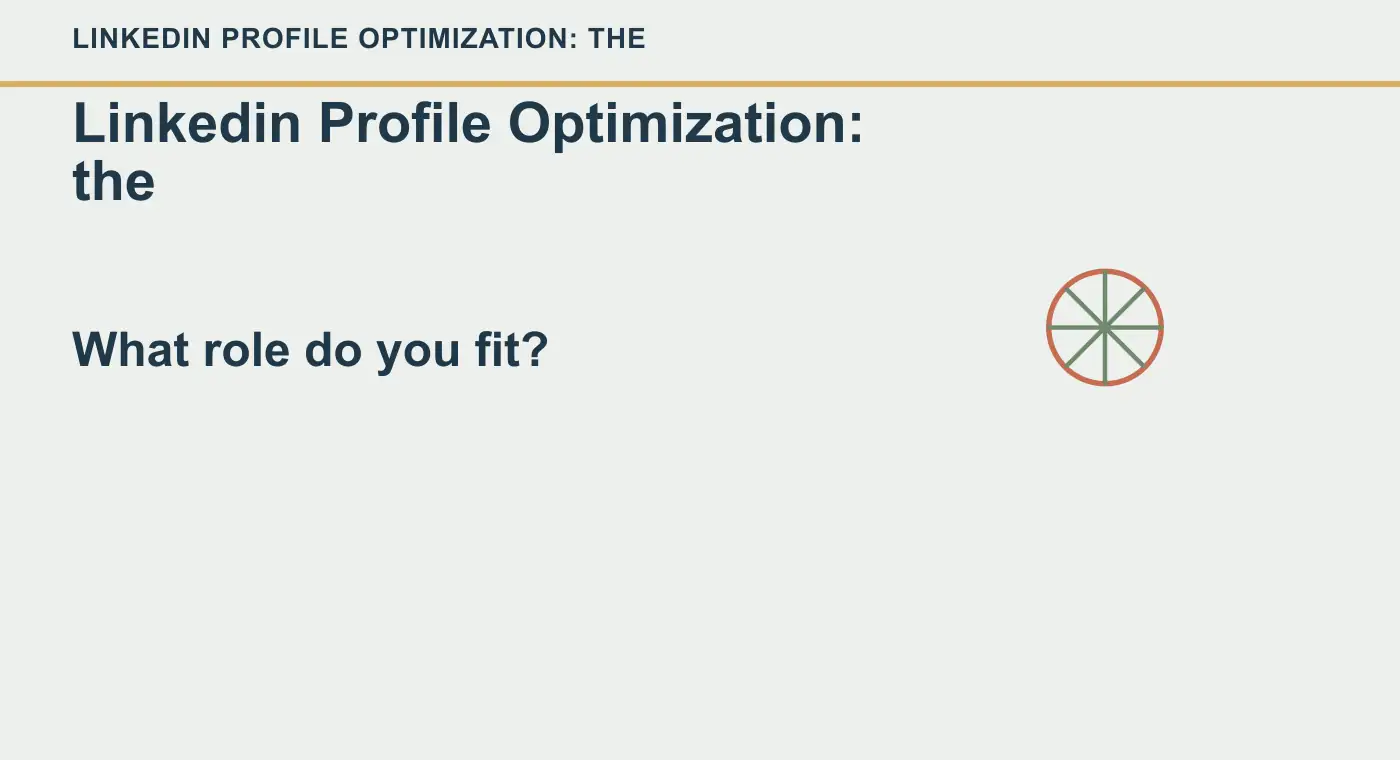 LINKEDIN PROFILE OPTIMIZATION: THE
Linkedin Profile Optimization:
the
What role do you fit?